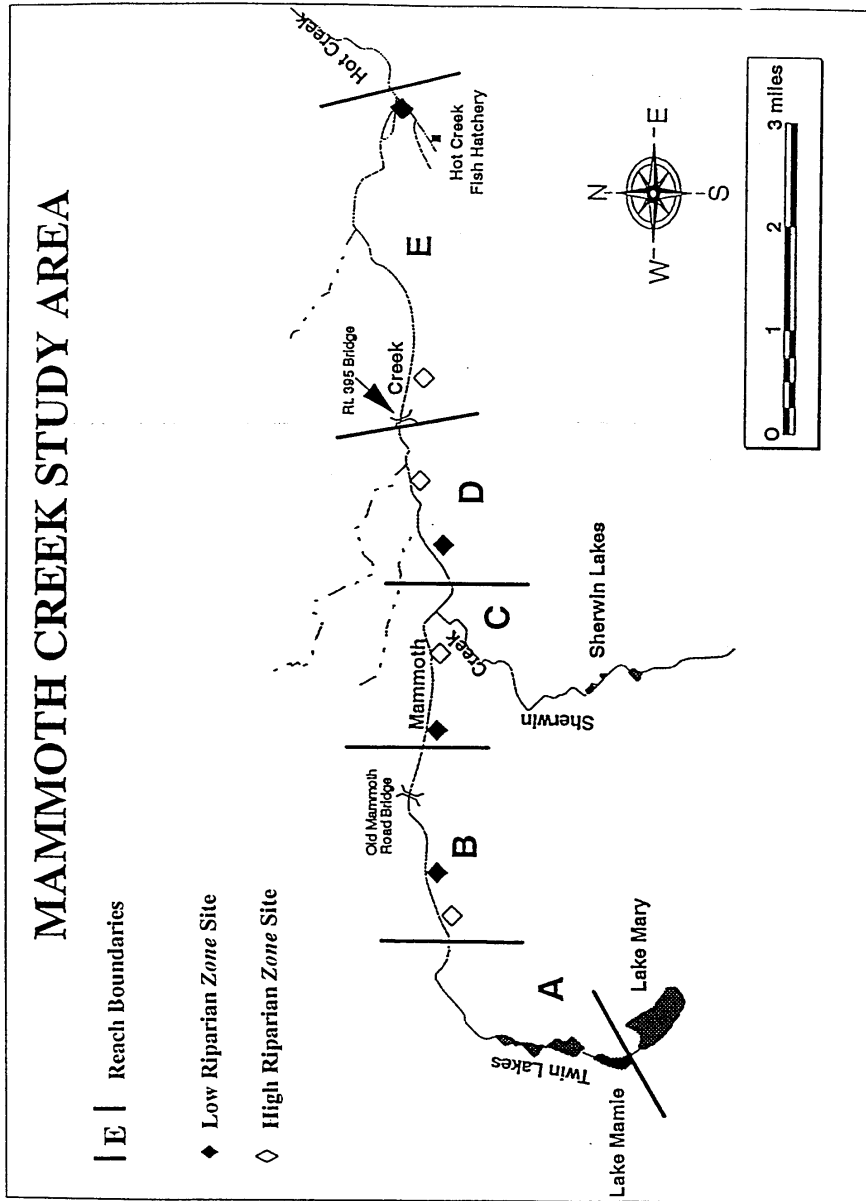 MAMMOTH CREEK STUDY AREA
E Reach Boundaries
Low Riparian Zone Site
High Riparian Zone Site
Hot Creek
Hot Creek
Fish Hatchery
E
Rt. 395 Bridge
Creek
D
C
Mammoth
Creek
Sherwin
Sherwin Lakes
Old Mammoth
Road Bridge
B
A
Twin Lakes
Lake Mary
Lake Mamie
N
W
E
S
0
1
2
3 miles